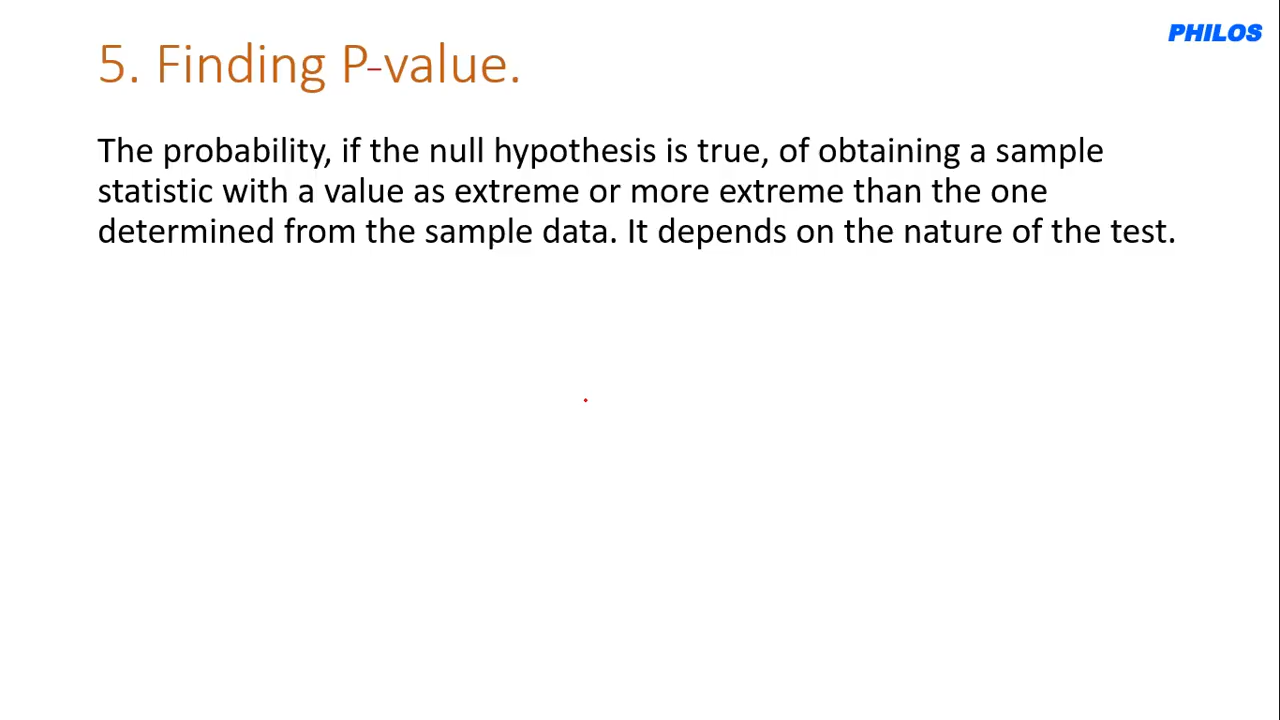 PHILOS
5. Finding P-value.
The probability, if the null hypothesis is true, of obtaining a sample
statistic with a value as extreme or more extreme than the one
determined from the sample data. It depends on the nature of the test.